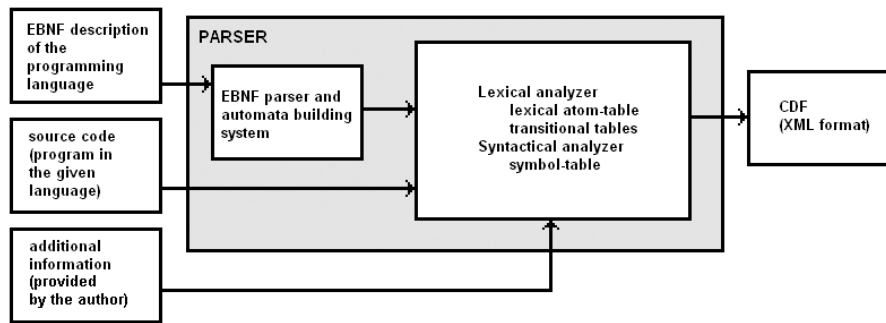 EBNF description
of the
programming
language
source code
(program in
the given
language)
additional
information
(provided
by the author)
PARSER
EBNF parser and
automata building
system
Lexical analyzer
lexical atom-table
transitional tables
Syntactical analyzer
symbol-table
CDF
(XML format)